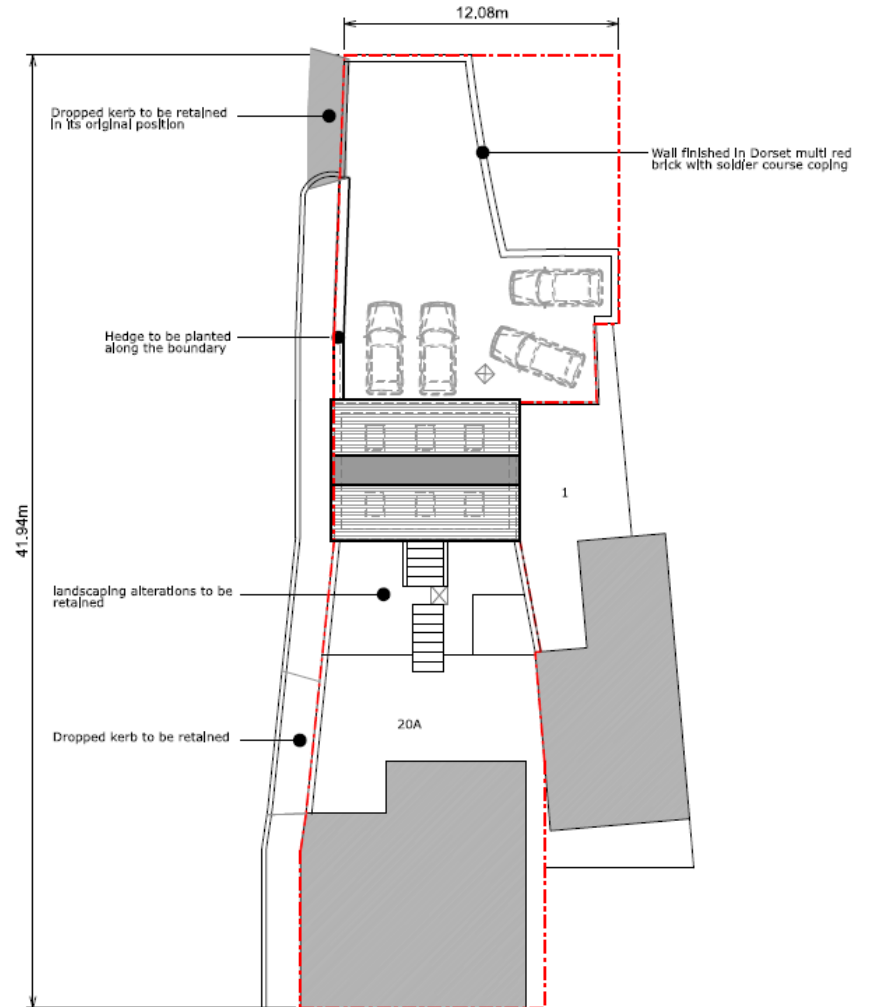 12.08m
Dropped kerb to be retained
in its original position
Wall finished in Dorset multi red
brick with soldier course coping
Hedge to be planted
along the boundary
1
41.94m
landscaping alterations to be
retained
20A
Dropped kerb to be retained